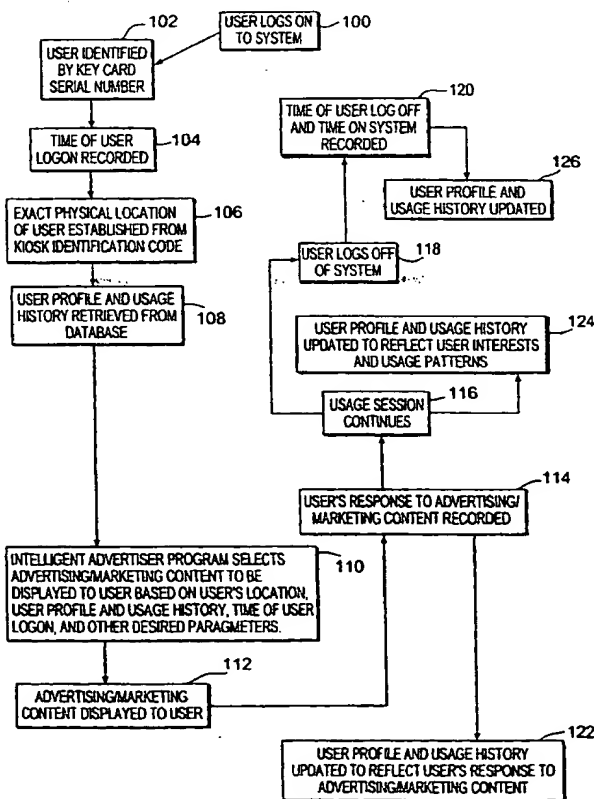 100
USER LOGS ON
TO SYSTEM
102
USER IDENTIFIED
BY KEY CARD
SERIAL NUMBER
104
TIME OF USER
LOGON RECORDED
106
EXACT PHYSICAL LOCATION
OF USER ESTABLISHED FROM
KIOSK IDENTIFICATION CODE
108
USER PROFILE AND USAGE
HISTORY RETRIEVED FROM
DATABASE
110
INTELLIGENT ADVERTISER PROGRAM SELECTS
ADVERTISING/MARKETING CONTENT TO BE
DISPLAYED TO USER BASED ON USER'S LOCATION,
USER PROFILE AND USAGE HISTORY, TIME OF USER
LOGON, AND OTHER DESIRED PARAGMETERS.
112
ADVERTISING/MARKETING
CONTENT DISPLAYED TO USER
114
USER'S RESPONSE TO ADVERTISING/
MARKETING CONTENT RECORDED
116
USAGE SESSION
CONTINUES
118
USER LOGS OFF
OF SYSTEM
120
TIME OF USER LOG OFF
AND TIME ON SYSTEM
RECORDED
126
USER PROFILE AND
USAGE HISTORY UPDATED
124
USER PROFILE AND USAGE HISTORY
UPDATED TO REFLECT USER INTERESTS
AND USAGE PATTERNS
122
USER PROFILE AND USAGE HISTORY
UPDATED TO REFLECT USER'S RESPONSE TO
ADVERTISING/MARKETING CONTENT